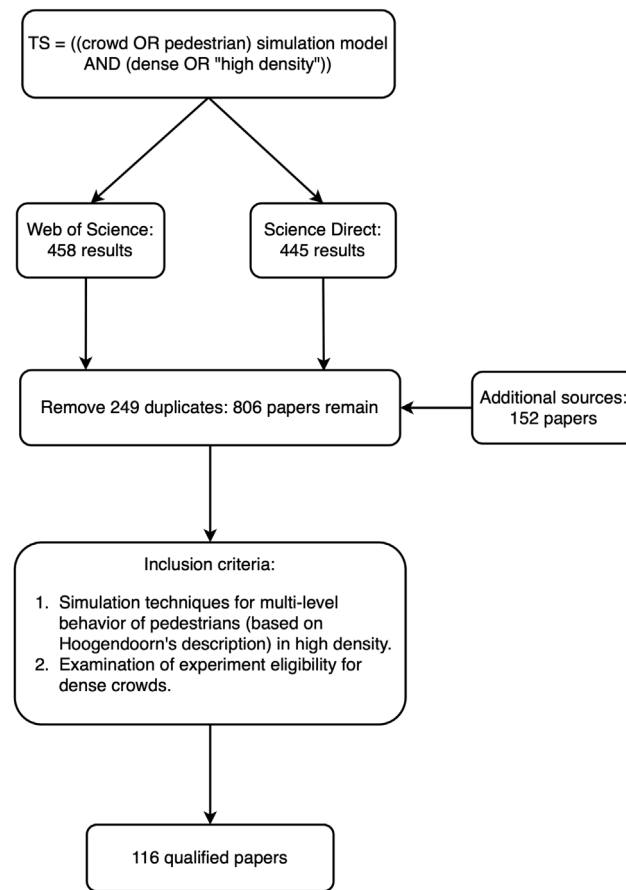 TS = ((crowd OR pedestrian) simulation model
AND (dense OR "high density"))
Web of Science:
458 results
Science Direct:
445 results
Remove 249 duplicates: 806 papers remain
Additional sources:
152 papers
Inclusion criteria:
1. Simulation techniques for multi-level
behavior of pedestrians (based on
Hoogendoorn's description) in high density.
2. Examination of experiment eligibility for
dense crowds.
116 qualified papers